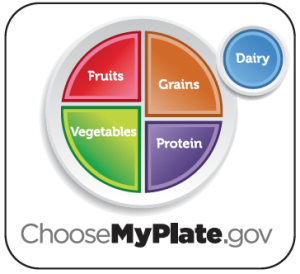 Fruits
Grains
Dairy
Vegetables
Protein
ChooseMyPlate.gov